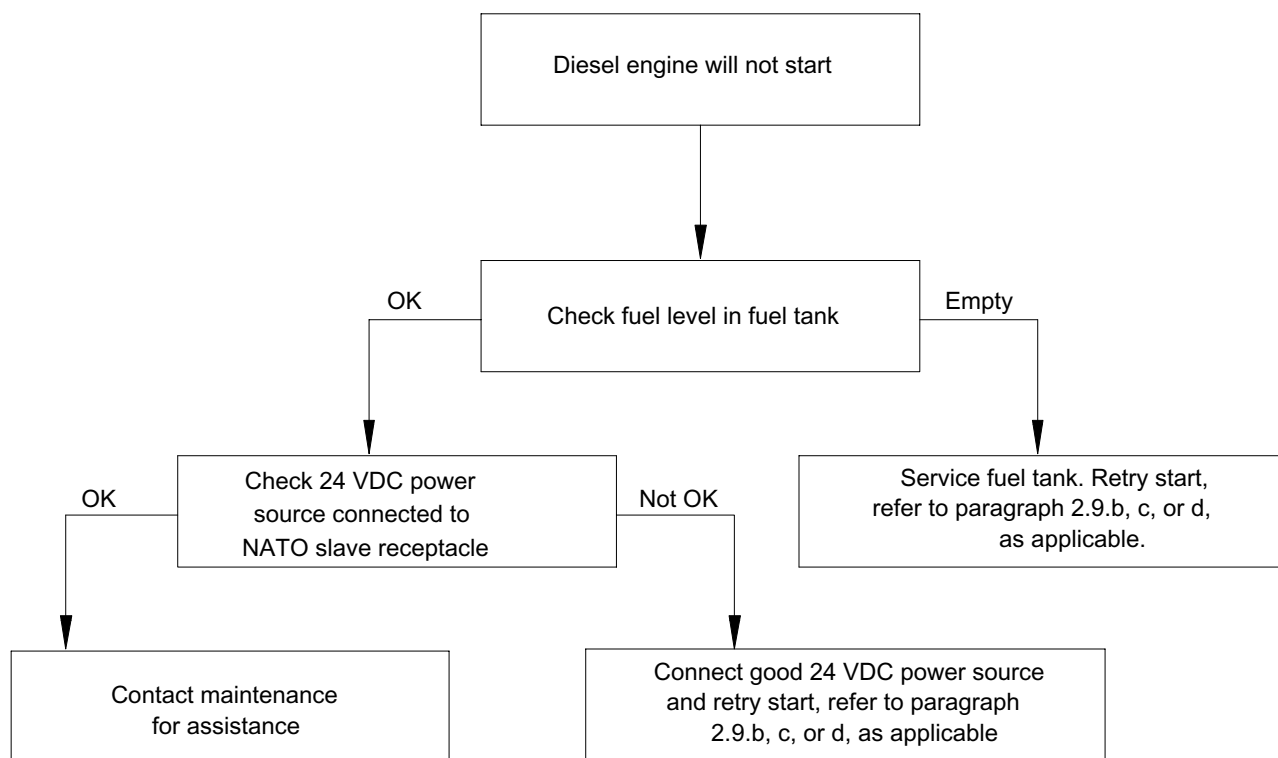 Diesel engine will not start
OK
Check fuel level in fuel tank
Empty
OK
Check 24 VDC power
source connected to
NATO slave receptacle
Not OK
Service fuel tank. Retry start,
refer to paragraph 2.9.b, c, or d,
as applicable.
Contact maintenance
for assistance
Connect good 24 VDC power source
and retry start, refer to paragraph
2.9.b, c, or d, as applicable